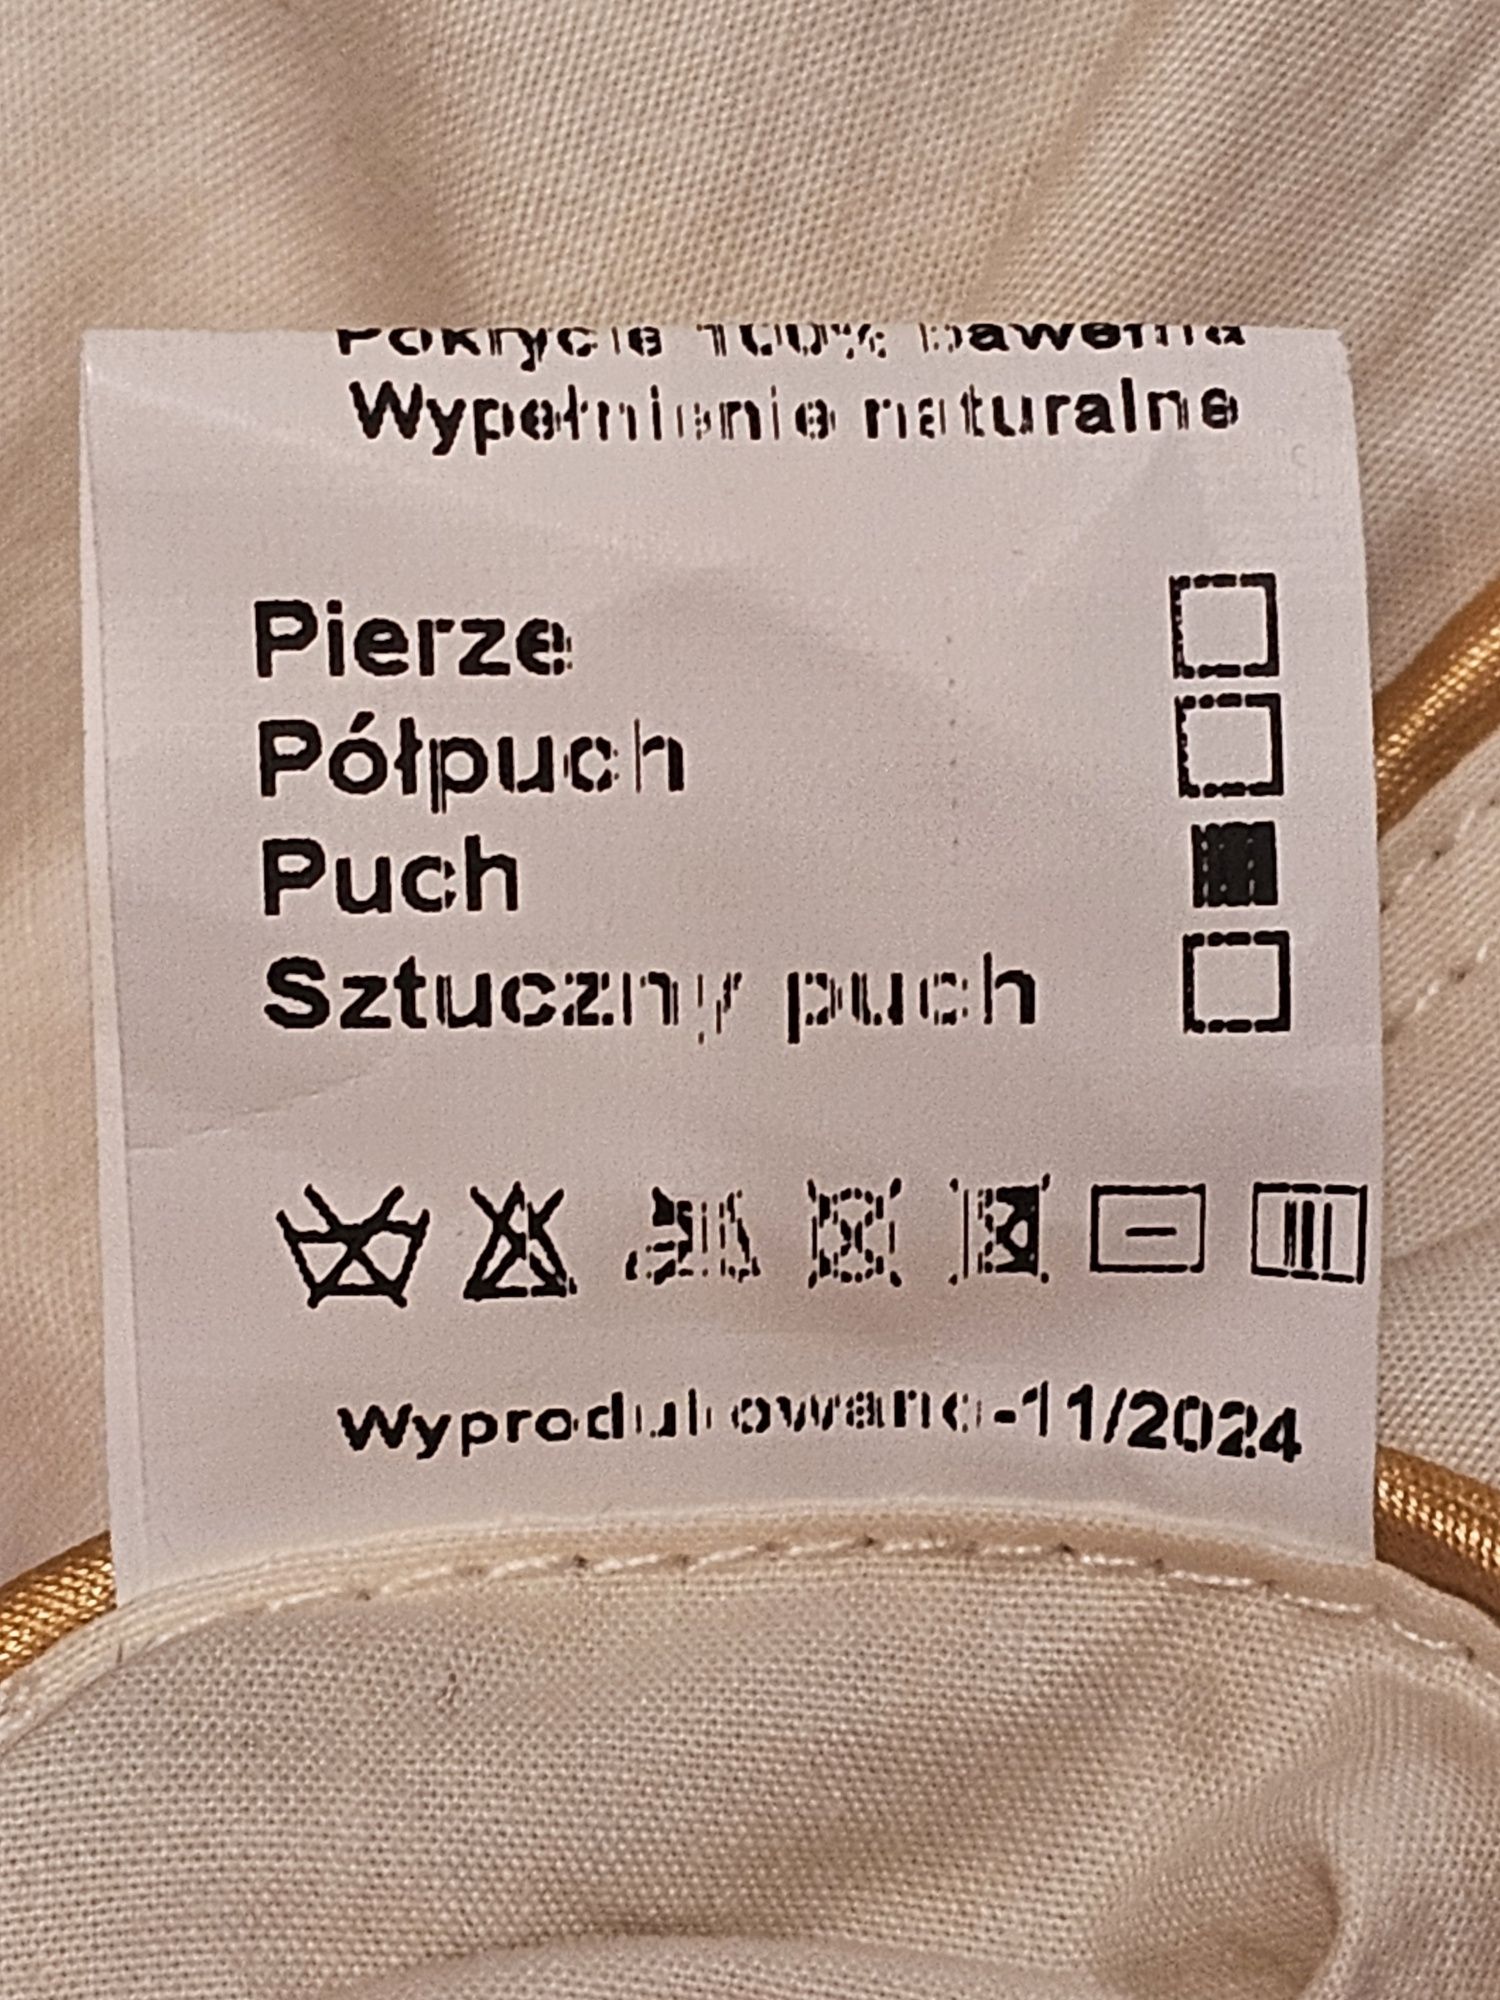 Pokrycie 100% bawełna
Wypełnienie naturalne
Pierze
Półpuch
Puch
Sztuczny puch
Wyprodukowano-11/2024